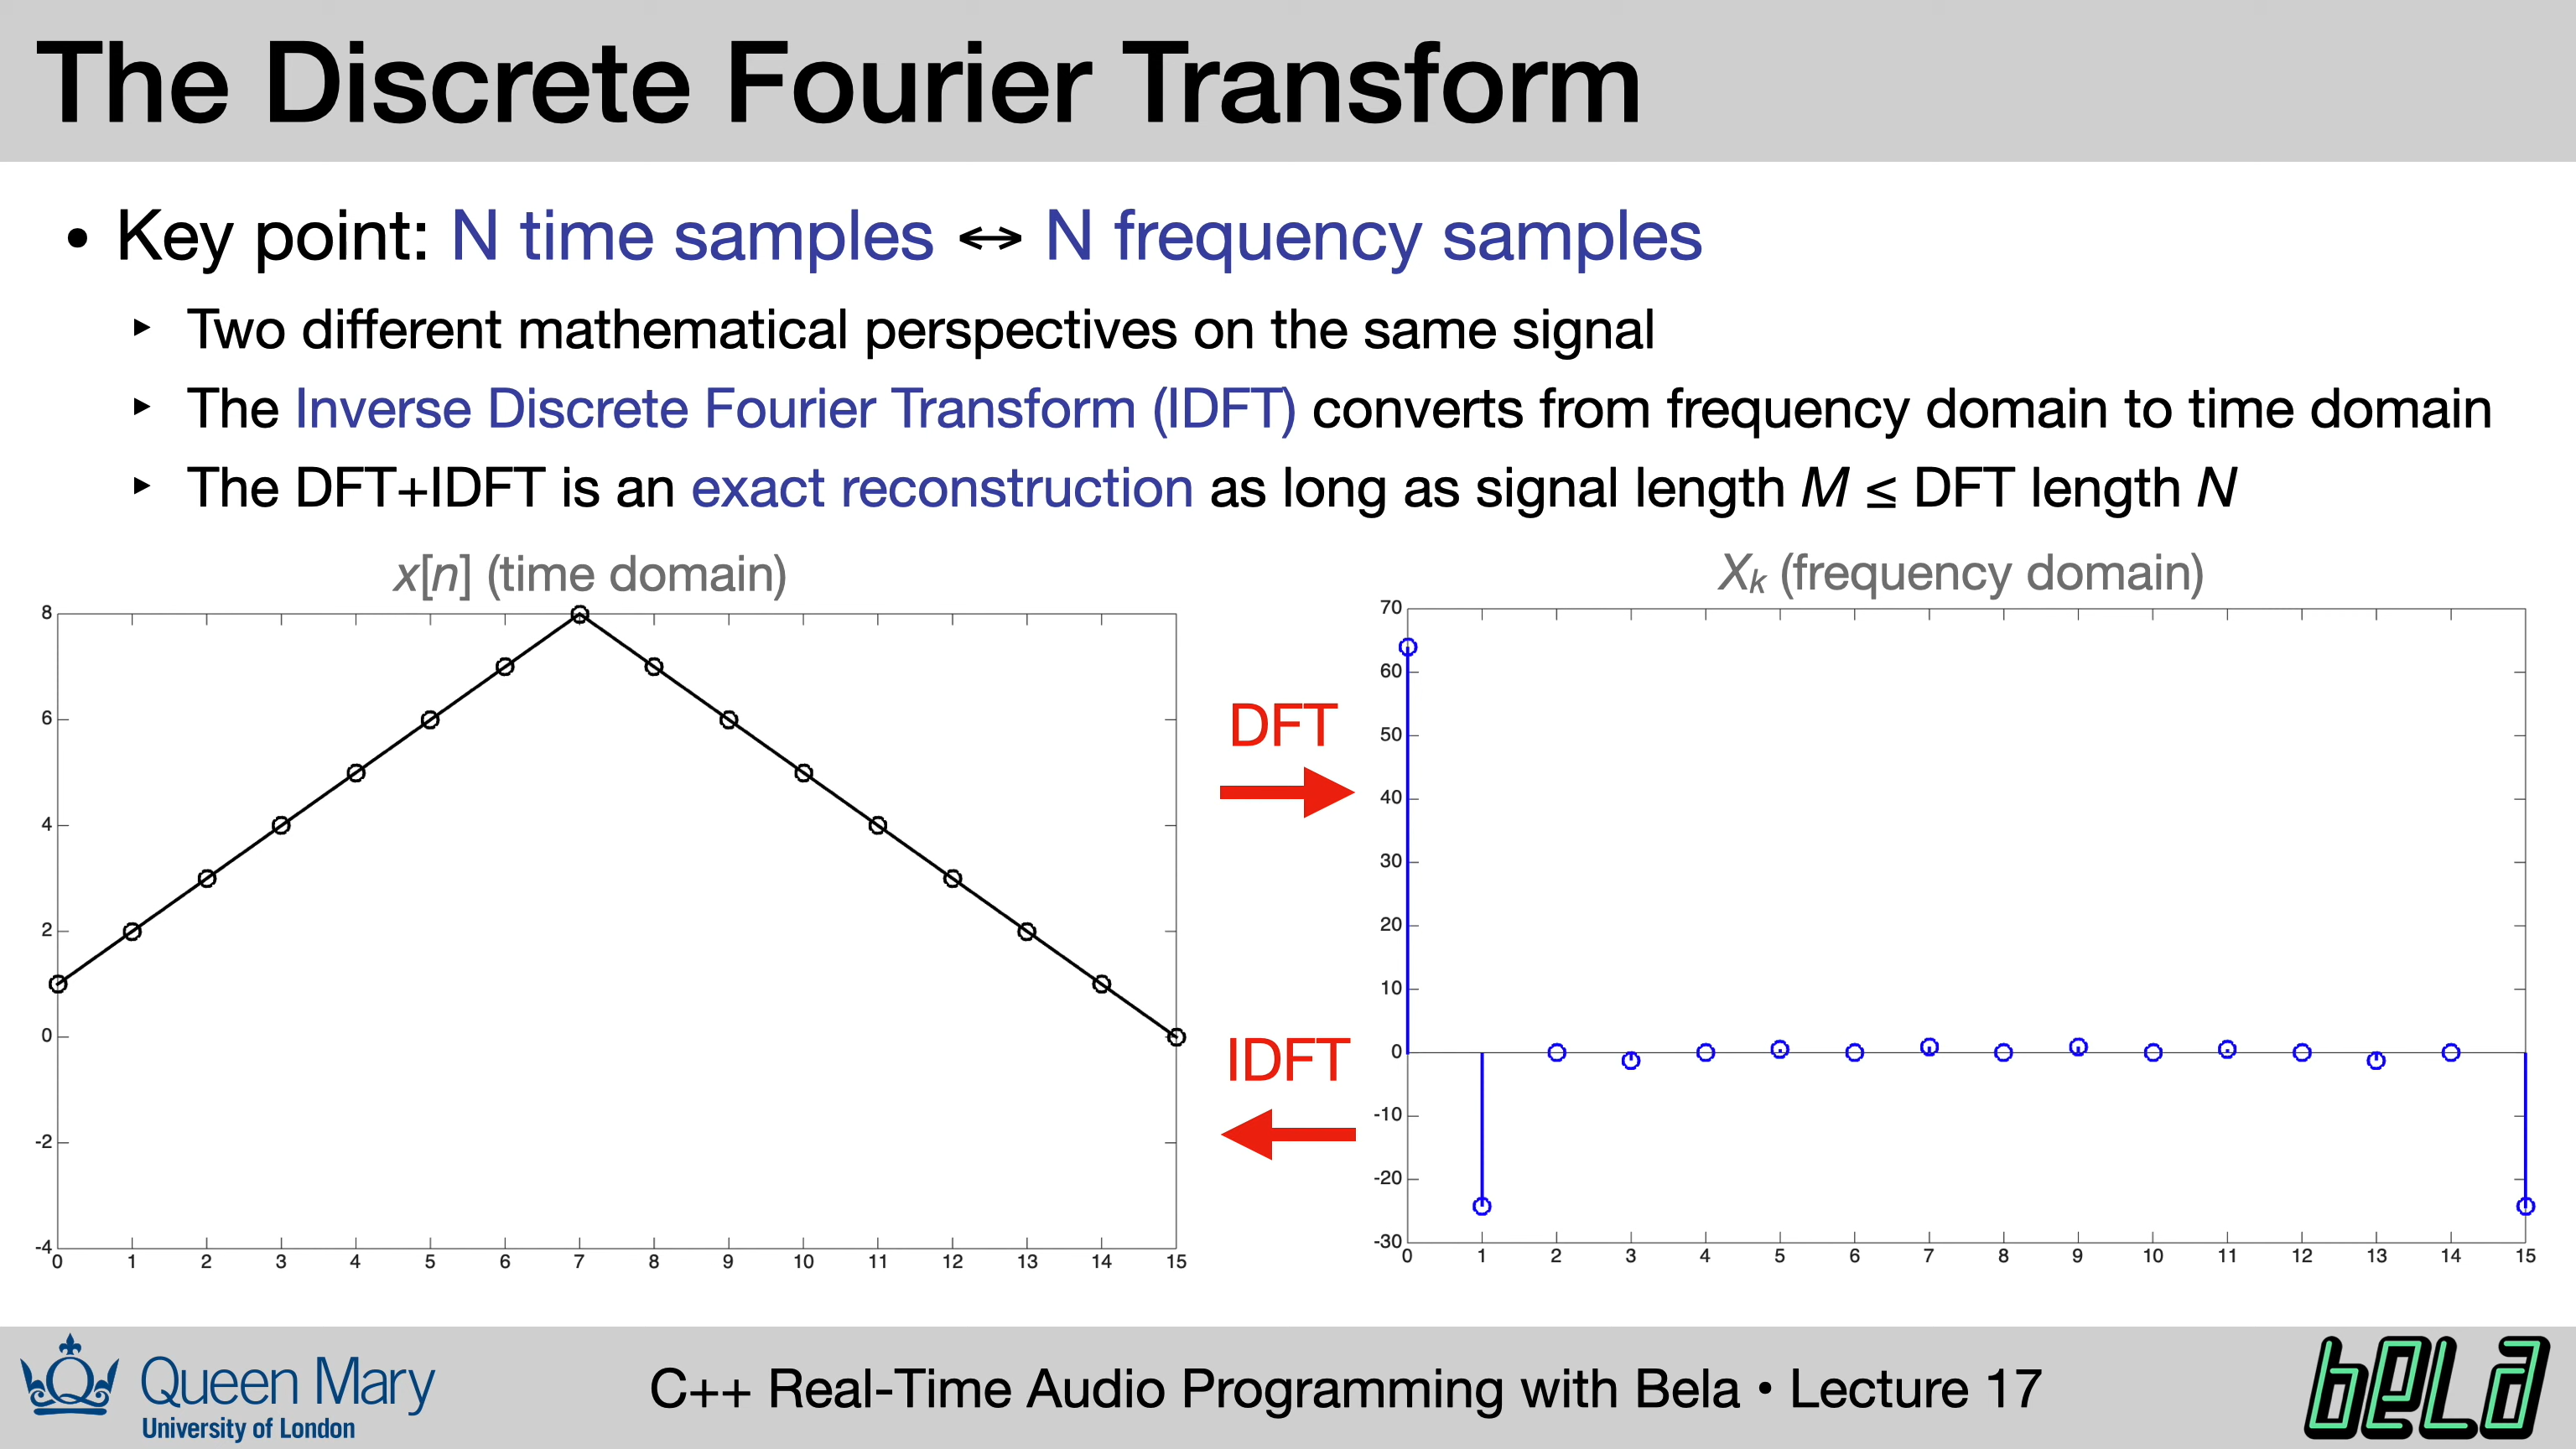 The Discrete Fourier Transform
• Key point: N time samples ↔ N frequency samples
‣ Two different mathematical perspectives on the same signal
‣ The Inverse Discrete Fourier Transform (IDFT) converts from frequency domain to time domain
‣ The DFT+IDFT is an exact reconstruction as long as signal length M ≤ DFT length N
x[n] (time domain)
8
6
4
2
0
-2
-4
0 1 2 3 4 5 6 7 8 9 10 11 12 13 14 15
DFT
IDFT
Xk (frequency domain)
70
60
50
40
30
20
10
0
-10
-20
-30
0 1 2 3 4 5 6 7 8 9 10 11 12 13 14 15
Queen Mary
University of London
C++ Real-Time Audio Programming with Bela • Lecture 17
bela